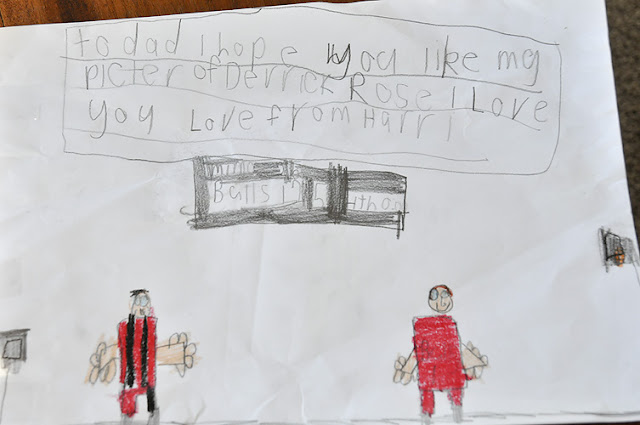 to dad I hope you like my
picter of Derrick Rose I Love
you Love from Harri
Bulls